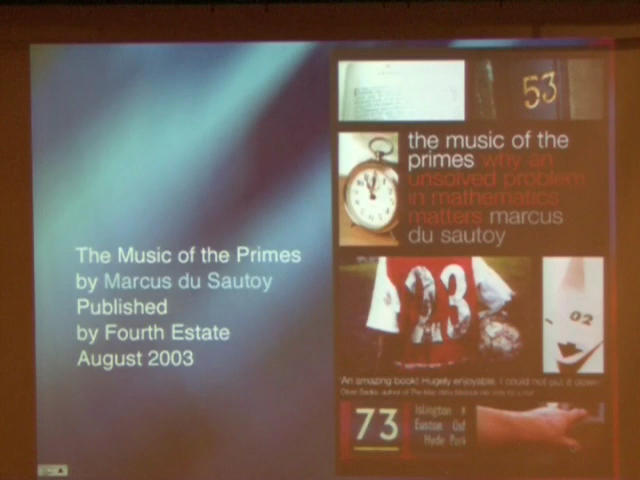 The Music of the Primes
by Marcus du Sautoy
Published
by Fourth Estate
August 2003
53
the music of the
primes why an
unsolved problem
in mathematics
matters marcus
du sautoy
23
02
'An amazing book! Hugely enjoyable. I could not put it down'
73
Islington
Euston
Hyde Park